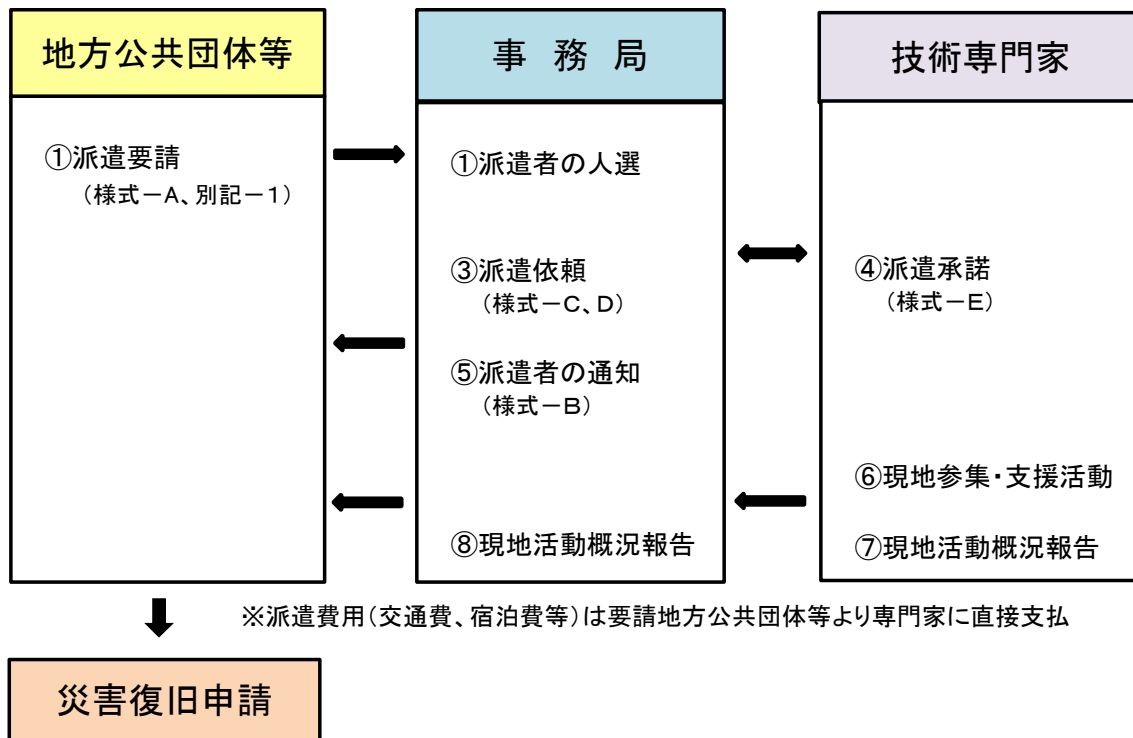 地方公共団体等
①派遣要請
(様式－A、別記－1)
事 務 局
①派遣者の人選
③派遣依頼
(様式－C、D)
⑤派遣者の通知
(様式－B)
⑧現地活動概況報告
技術専門家
④派遣承諾
(様式－E)
⑥現地参集・支援活動
⑦現地活動概況報告
※派遣費用(交通費、宿泊費等)は要請地方公共団体等より専門家に直接支払
災害復旧申請